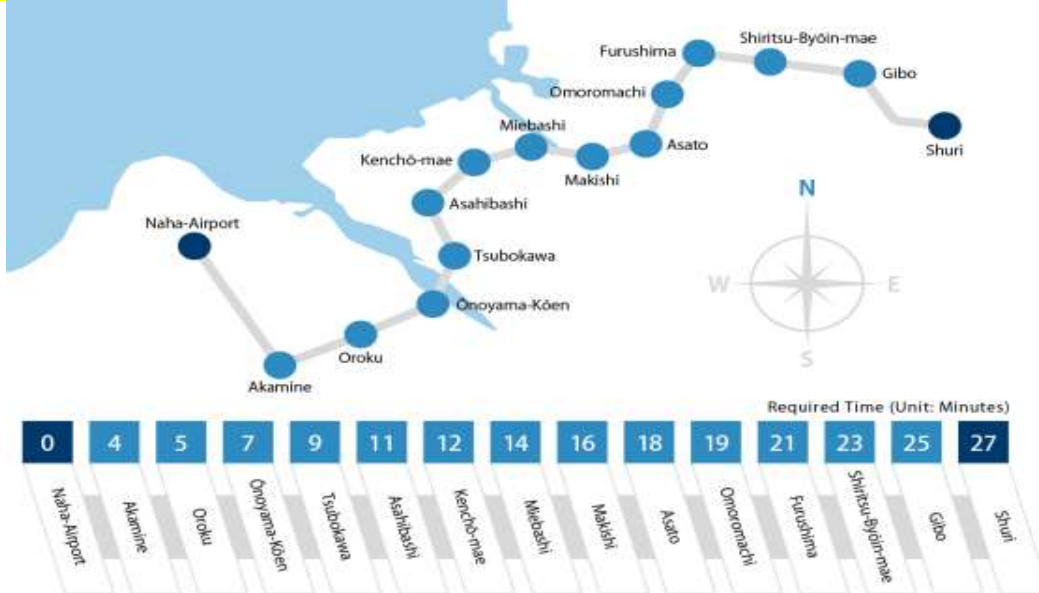 Shiritsu-Byōin-mae
Furushima
Gibo
Ōmoromachi
Miebashi
Asato
Shuri
Kenchō-mae
Makishi
N
Asahibashi
Naha-Airport
Tsubokawa
W
E
Ōnoyama-Kōen
S
Oroku
Akamine
Required Time (Unit: Minutes)
0 4 5 7 9 11 12 14 16 18 19 21 23 25 27
Naha-Airport
Akamine
Oroku
Ōnoyama-Kōen
Tsubokawa
Asahibashi
Kenchō-mae
Miebashi
Makishi
Asato
Omoromachi
Furushima
Shiritsu-Byōin-mae
Gibo
Shuri